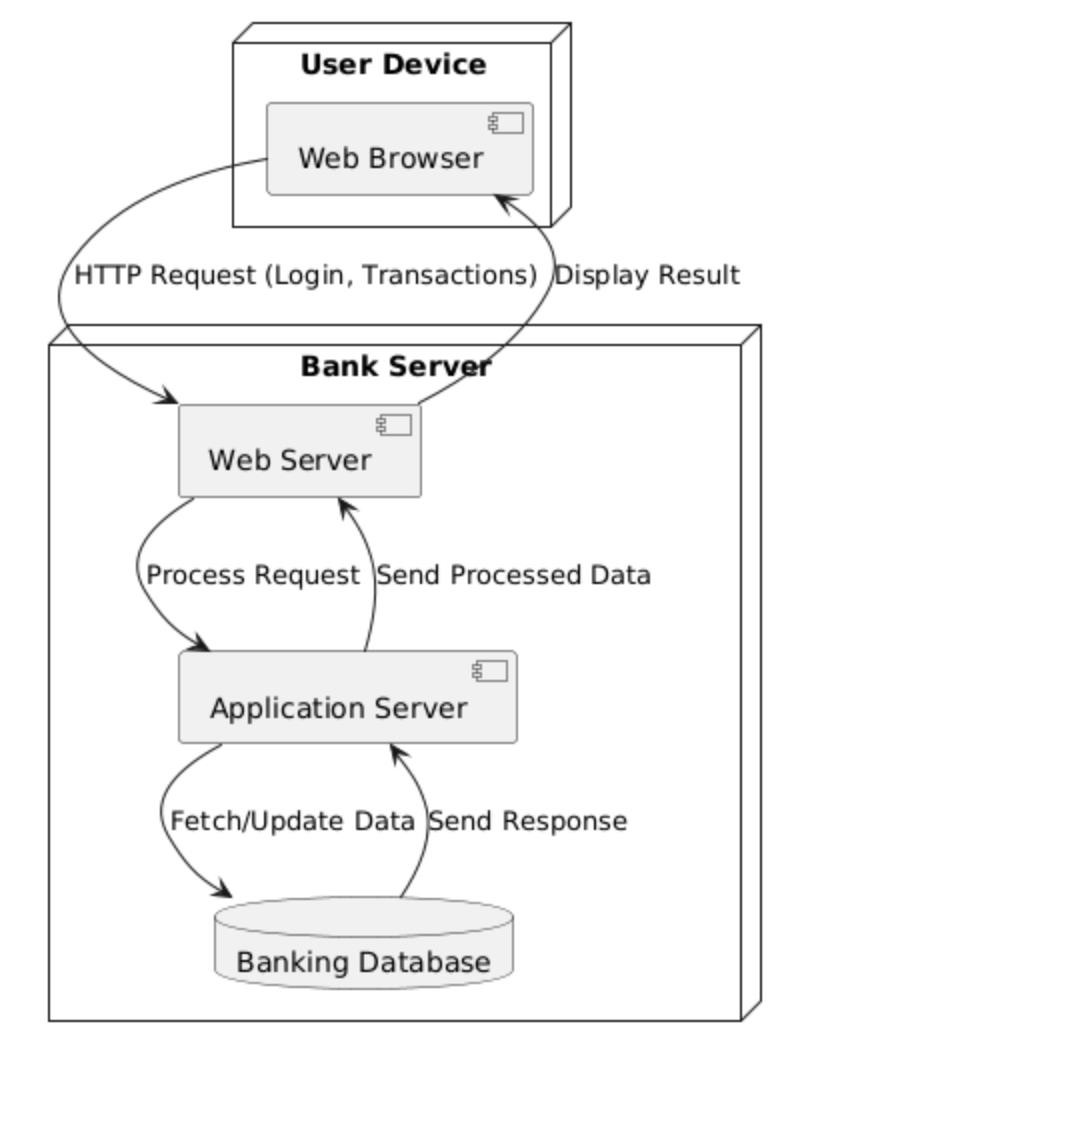 User Device
Web Browser
HTTP Request (Login, Transactions)
Display Result
Bank Server
Web Server
Process Request
Send Processed Data
Application Server
Fetch/Update Data
Send Response
Banking Database